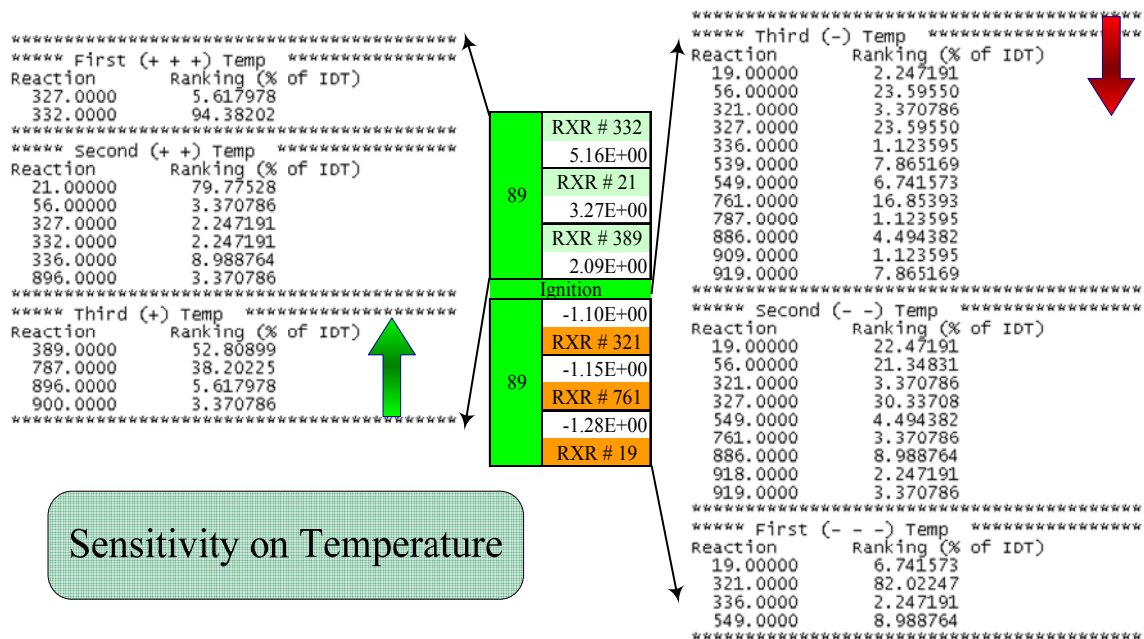 *********************************************
***** First (+ + +) Temp *****************
Reaction Ranking (% of IDT)
327.0000 5.617978
332.0000 94.38202
*********************************************
***** Second (+ +) Temp ******************
Reaction Ranking (% of IDT)
21.00000 79.77528
56.00000 3.370786
327.0000 2.247191
332.0000 2.247191
336.0000 8.988764
896.0000 3.370786
*********************************************
***** Third (+) Temp *********************
Reaction Ranking (% of IDT)
389.0000 52.80899
787.0000 38.20225
896.0000 5.617978
900.0000 3.370786
*********************************************
89
RXR # 332
5.16E+00
RXR # 21
3.27E+00
RXR # 389
2.09E+00
Ignition
89
-1.10E+00
RXR # 321
-1.15E+00
RXR # 761
-1.28E+00
RXR # 19
*********************************************
***** Third (-) Temp *********************
Reaction Ranking (% of IDT)
19.00000 2.247191
56.00000 23.59550
321.0000 3.370786
327.0000 23.59550
336.0000 1.123595
539.0000 7.865169
549.0000 6.741573
761.0000 16.85393
787.0000 1.123595
886.0000 4.494382
909.0000 1.123595
919.0000 7.865169
*********************************************
***** Second (- -) Temp ******************
Reaction Ranking (% of IDT)
19.00000 22.47191
56.00000 21.34831
321.0000 3.370786
327.0000 30.33708
549.0000 4.494382
761.0000 3.370786
886.0000 8.988764
918.0000 2.247191
919.0000 3.370786
*********************************************
***** First (- - -) Temp *****************
Reaction Ranking (% of IDT)
19.00000 6.741573
321.0000 82.02247
336.0000 2.247191
549.0000 8.988764
*********************************************
Sensitivity on Temperature